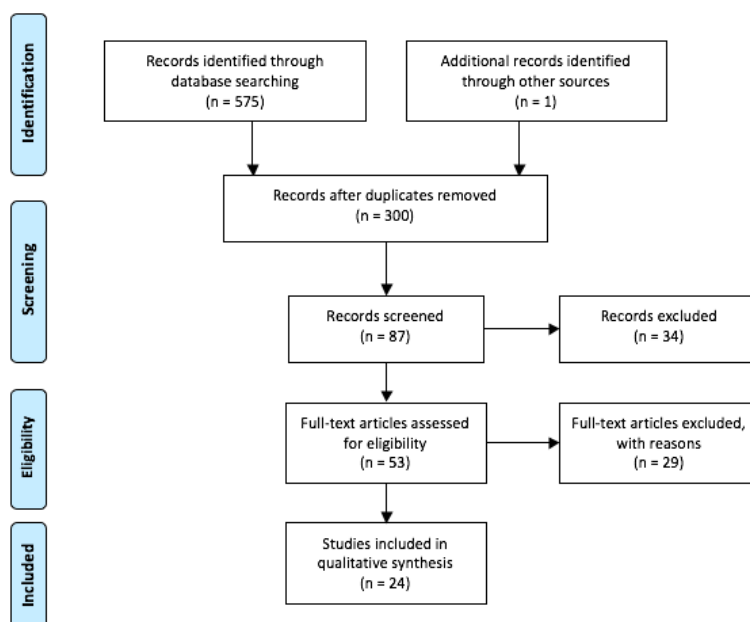 Identification
Records identified through
database searching
(n = 575)
Additional records identified
through other sources
(n = 1)
Records after duplicates removed
(n = 300)
Screening
Records screened
(n = 87)
Records excluded
(n = 34)
Eligibility
Full-text articles assessed
for eligibility
(n = 53)
Full-text articles excluded,
with reasons
(n = 29)
Included
Studies included in
qualitative synthesis
(n = 24)